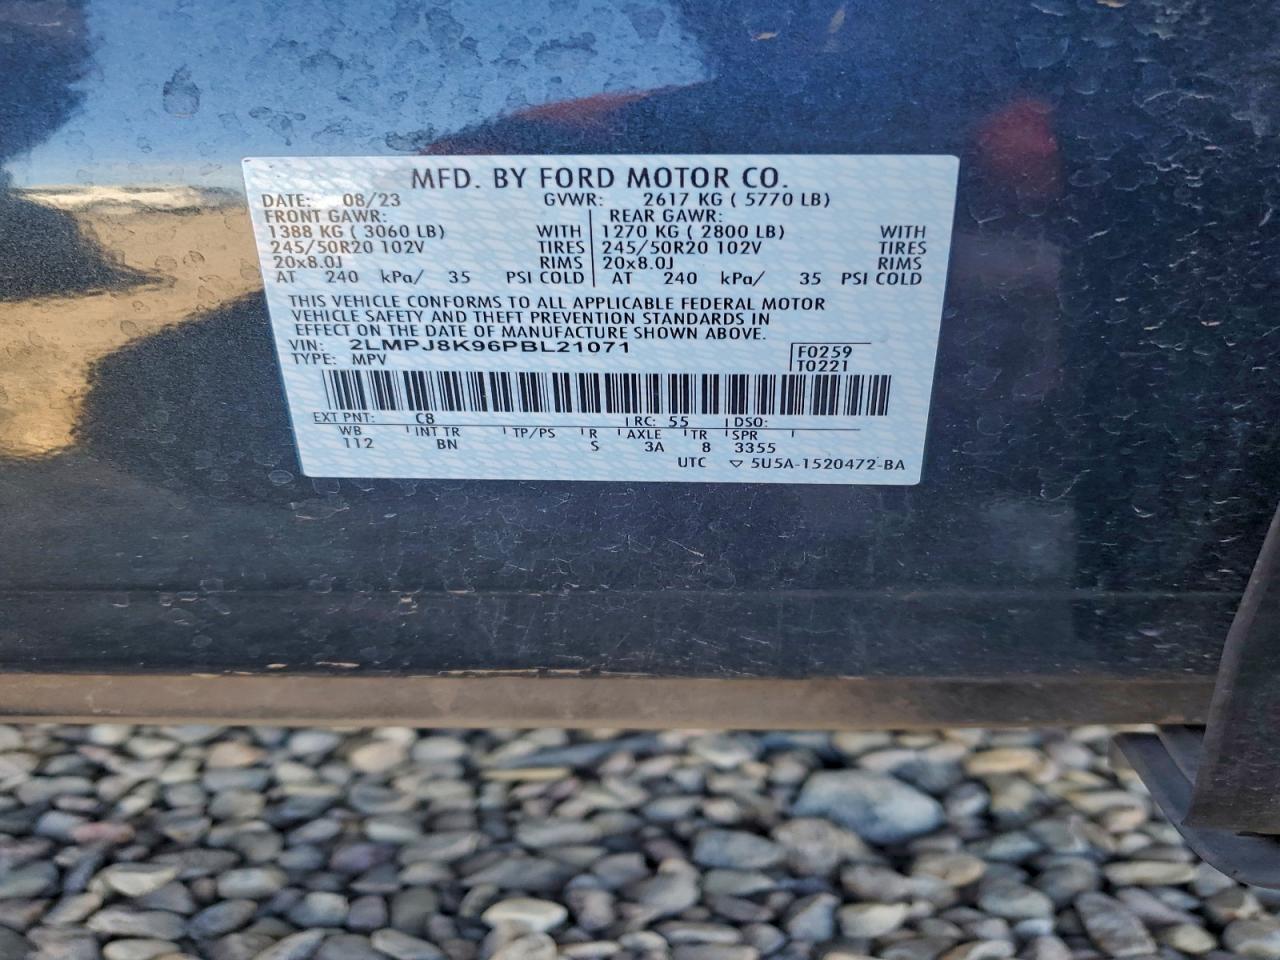 MFD. BY FORD MOTOR CO.
DATE: 08/23 GVWR: 2617 KG ( 5770 LB)
FRONT GAWR: REAR GAWR:
1388 KG ( 3060 LB) WITH 1270 KG ( 2800 LB) WITH
245/50R20 102V TIRES 245/50R20 102V TIRES
20x8.0J RIMS 20x8.0J RIMS
AT 240 kPa/ 35 PSI COLD AT 240 kPa/ 35 PSI COLD
THIS VEHICLE CONFORMS TO ALL APPLICABLE FEDERAL MOTOR
VEHICLE SAFETY AND THEFT PREVENTION STANDARDS IN
EFFECT ON THE DATE OF MANUFACTURE SHOWN ABOVE.
VIN: 2LMPJ8K96PBL21071 F0259
TYPE: MPV T0221
EXT PNT: C8 RC: 55 DSO:
WB INT TR TP/PS R AXLE TR SPR
112 BN S 3A 8 3355
UTC ▽ 5U5A-1520472-BA